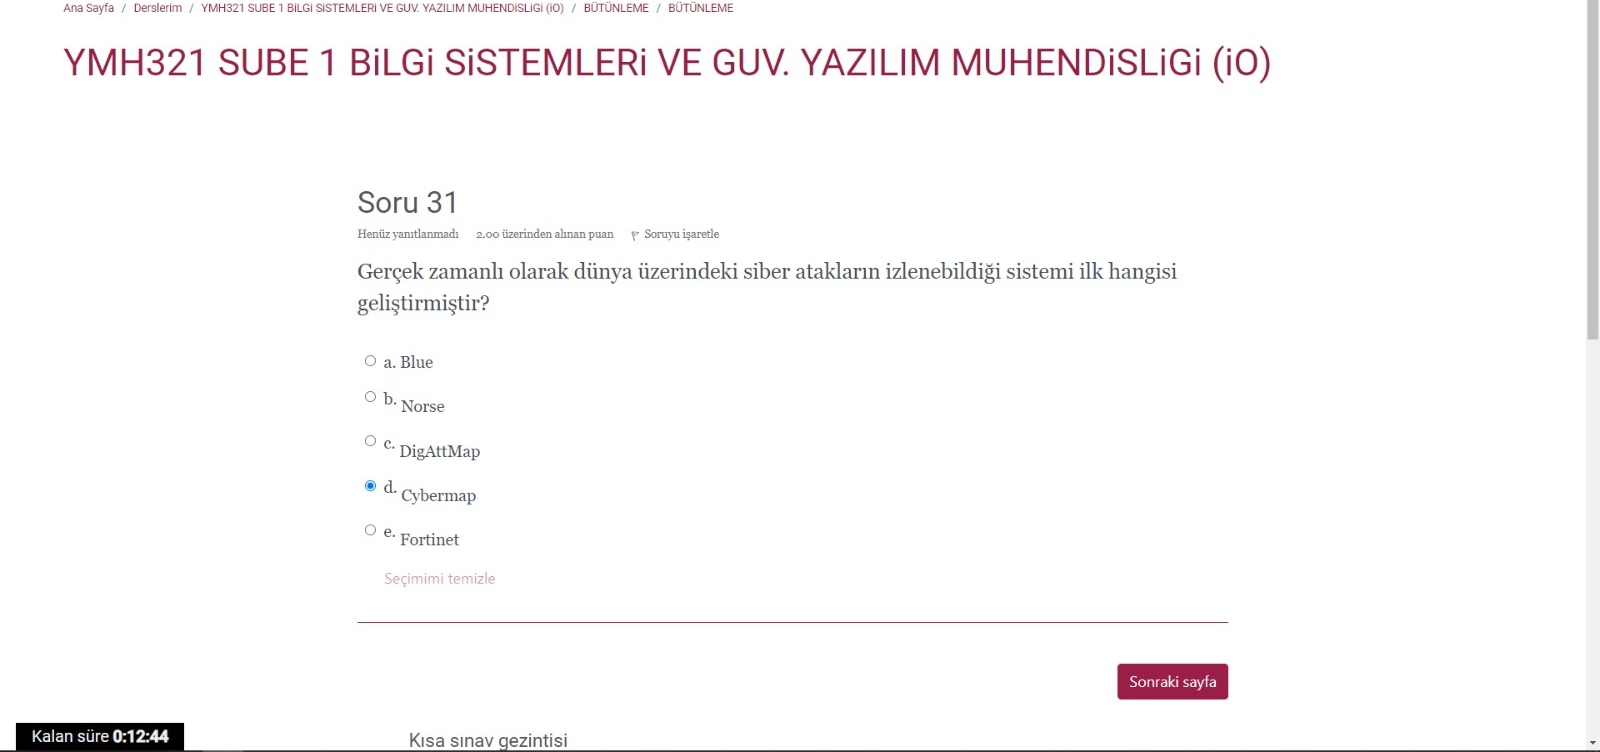 Ana Sayfa / Derslerim / YMH321 SUBE 1 BiLGi SiSTEMLERi VE GUV. YAZILIM MUHENDiSLiGi (iO) / BÜTÜNLEME / BÜTÜNLEME
YMH321 SUBE 1 BiLGi SiSTEMLERi VE GUV. YAZILIM MUHENDiSLiGi (iO)
Soru 31
Henüz yanıtlanmadı 2.00 üzerinden alınan puan Soruyu işaretle
Gerçek zamanlı olarak dünya üzerindeki siber atakların izlenebildiği sistemi ilk hangisi
geliştirmiştir?
a. Blue
b. Norse
c. DigAttMap
d. Cybermap
e. Fortinet
Seçimimi temizle
Sonraki sayfa
Kalan süre 0:12:44
Kısa sınav gezintisi